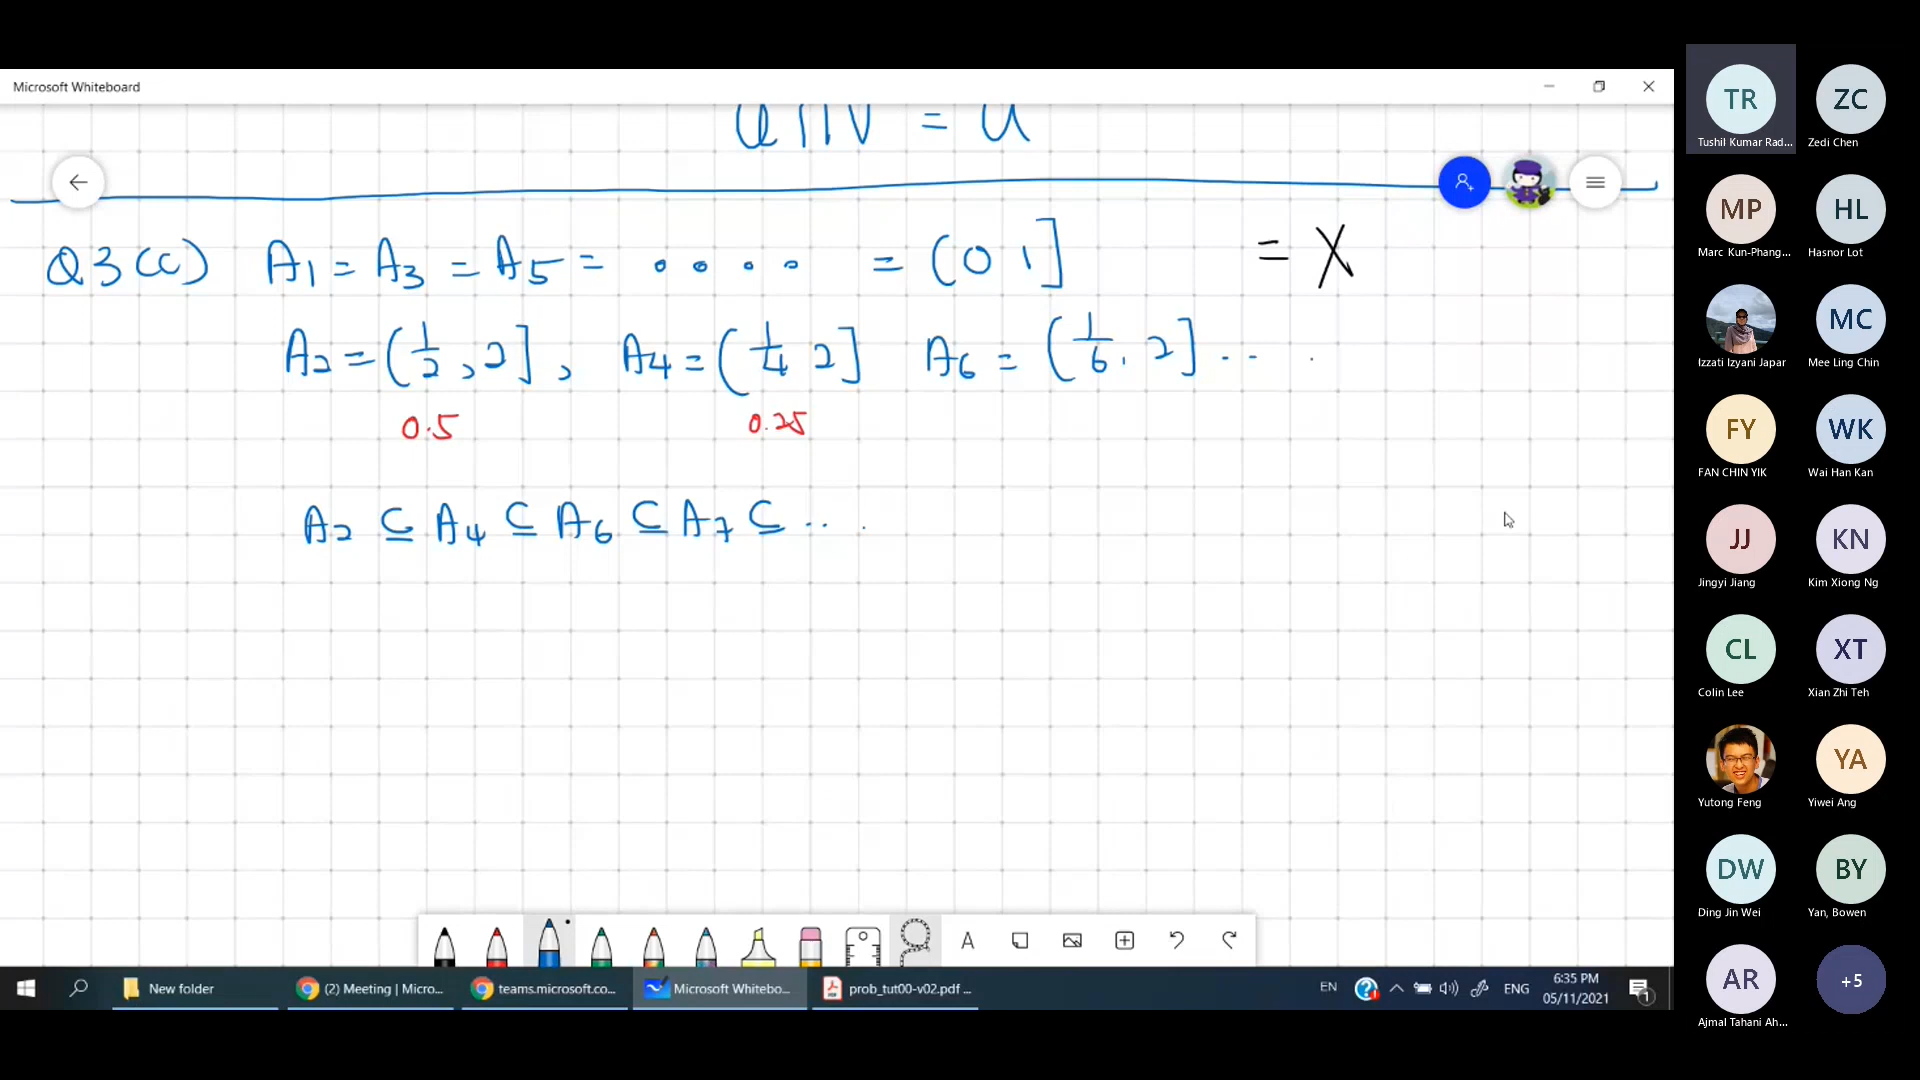 Microsoft Whiteboard
Q3(c) A1 = A3 = A5 = .... = (0 1] = X
A2 = (1/2, 2], A4 = (1/4 2] A6 = (1/6, 2] ...
0.5 0.25
A2 ⊆ A4 ⊆ A6 ⊆ A7 ⊆ ...
TR
Tushil Kumar Rad...
ZC
Zedi Chen
MP
Marc Kun-Phang...
HL
Hasnor Lot
Izzati Izyani Japar
MC
Mee Ling Chin
FY
FAN CHIN YIK
WK
Wai Han Kan
JJ
Jingyi Jiang
KN
Kim Xiong Ng
CL
Colin Lee
XT
Xian Zhi Teh
Yutong Feng
YA
Yiwei Ang
DW
Ding Jin Wei
BY
Yan, Bowen
AR
Ajmal Tahani Ah...
+5
New folder
(2) Meeting | Micro...
teams.microsoft.co...
Microsoft Whitebo...
prob_tut00-v02.pdf ...
EN
ENG
6:35 PM
05/11/2021
1